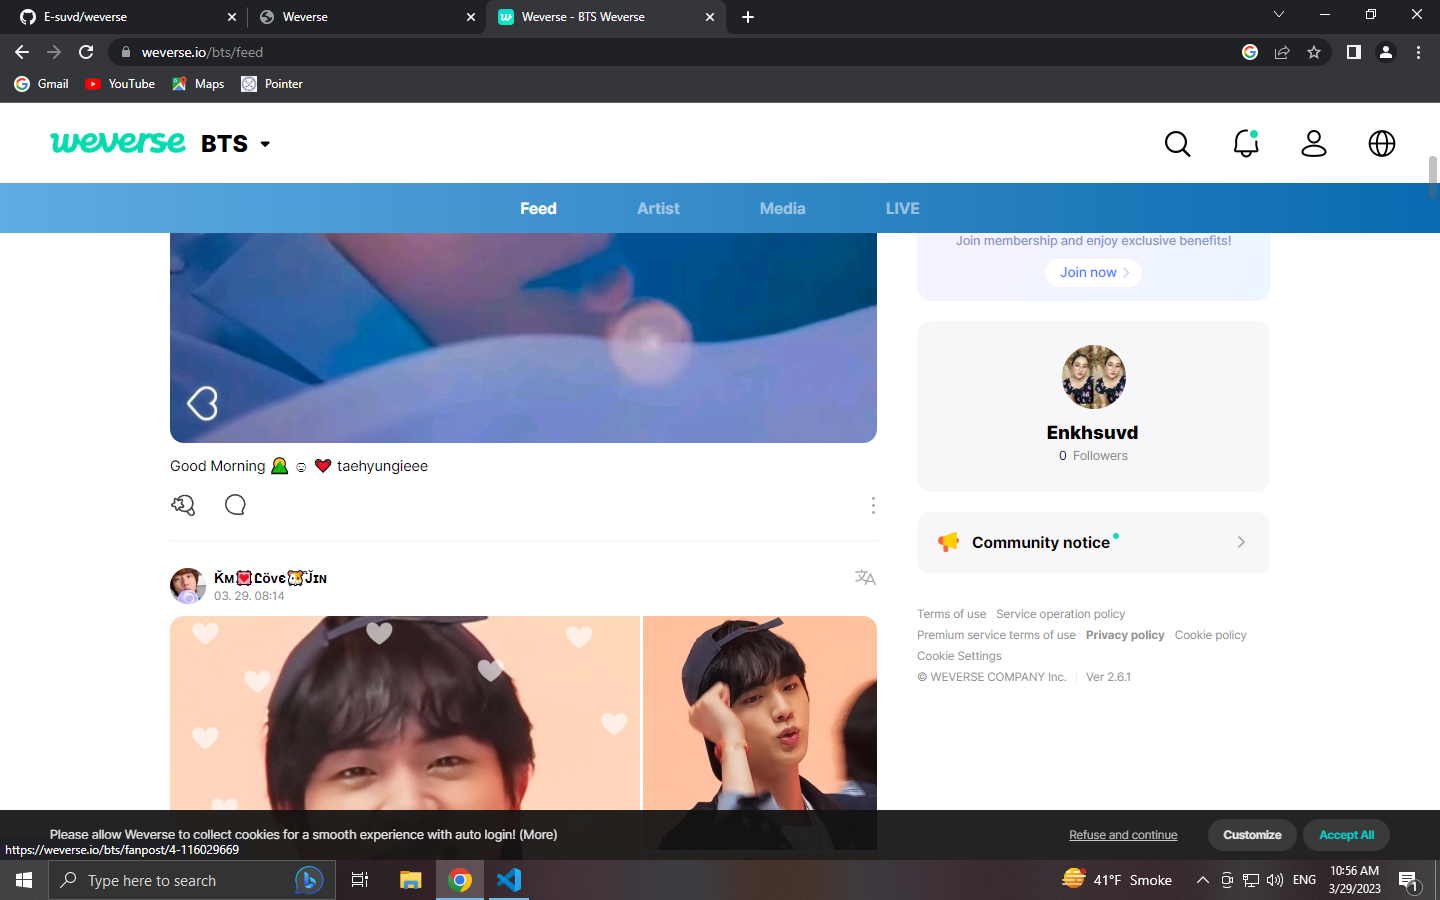 E-suvd/weverse
Weverse
Weverse - BTS Weverse
weverse.io/bts/feed
Gmail
YouTube
Maps
Pointer
weverse BTS
Feed
Artist
Media
LIVE
Join membership and enjoy exclusive benefits!
Join now
Enkhsuvd
0 Followers
Good Morning 🤮 ☺ ❤ taehyungieee
Community notice
Ǩᴍ💟ᏝӧvЄ🐹J̌ɪɴ
03. 29. 08:14
Terms of use Service operation policy
Premium service terms of use Privacy policy Cookie policy
Cookie Settings
© WEVERSE COMPANY Inc. Ver 2.6.1
Please allow Weverse to collect cookies for a smooth experience with auto login! (More)
Refuse and continue
Customize
Accept All
https://weverse.io/bts/fanpost/4-116029669
Type here to search
41°F Smoke
ENG
10:56 AM
3/29/2023
1